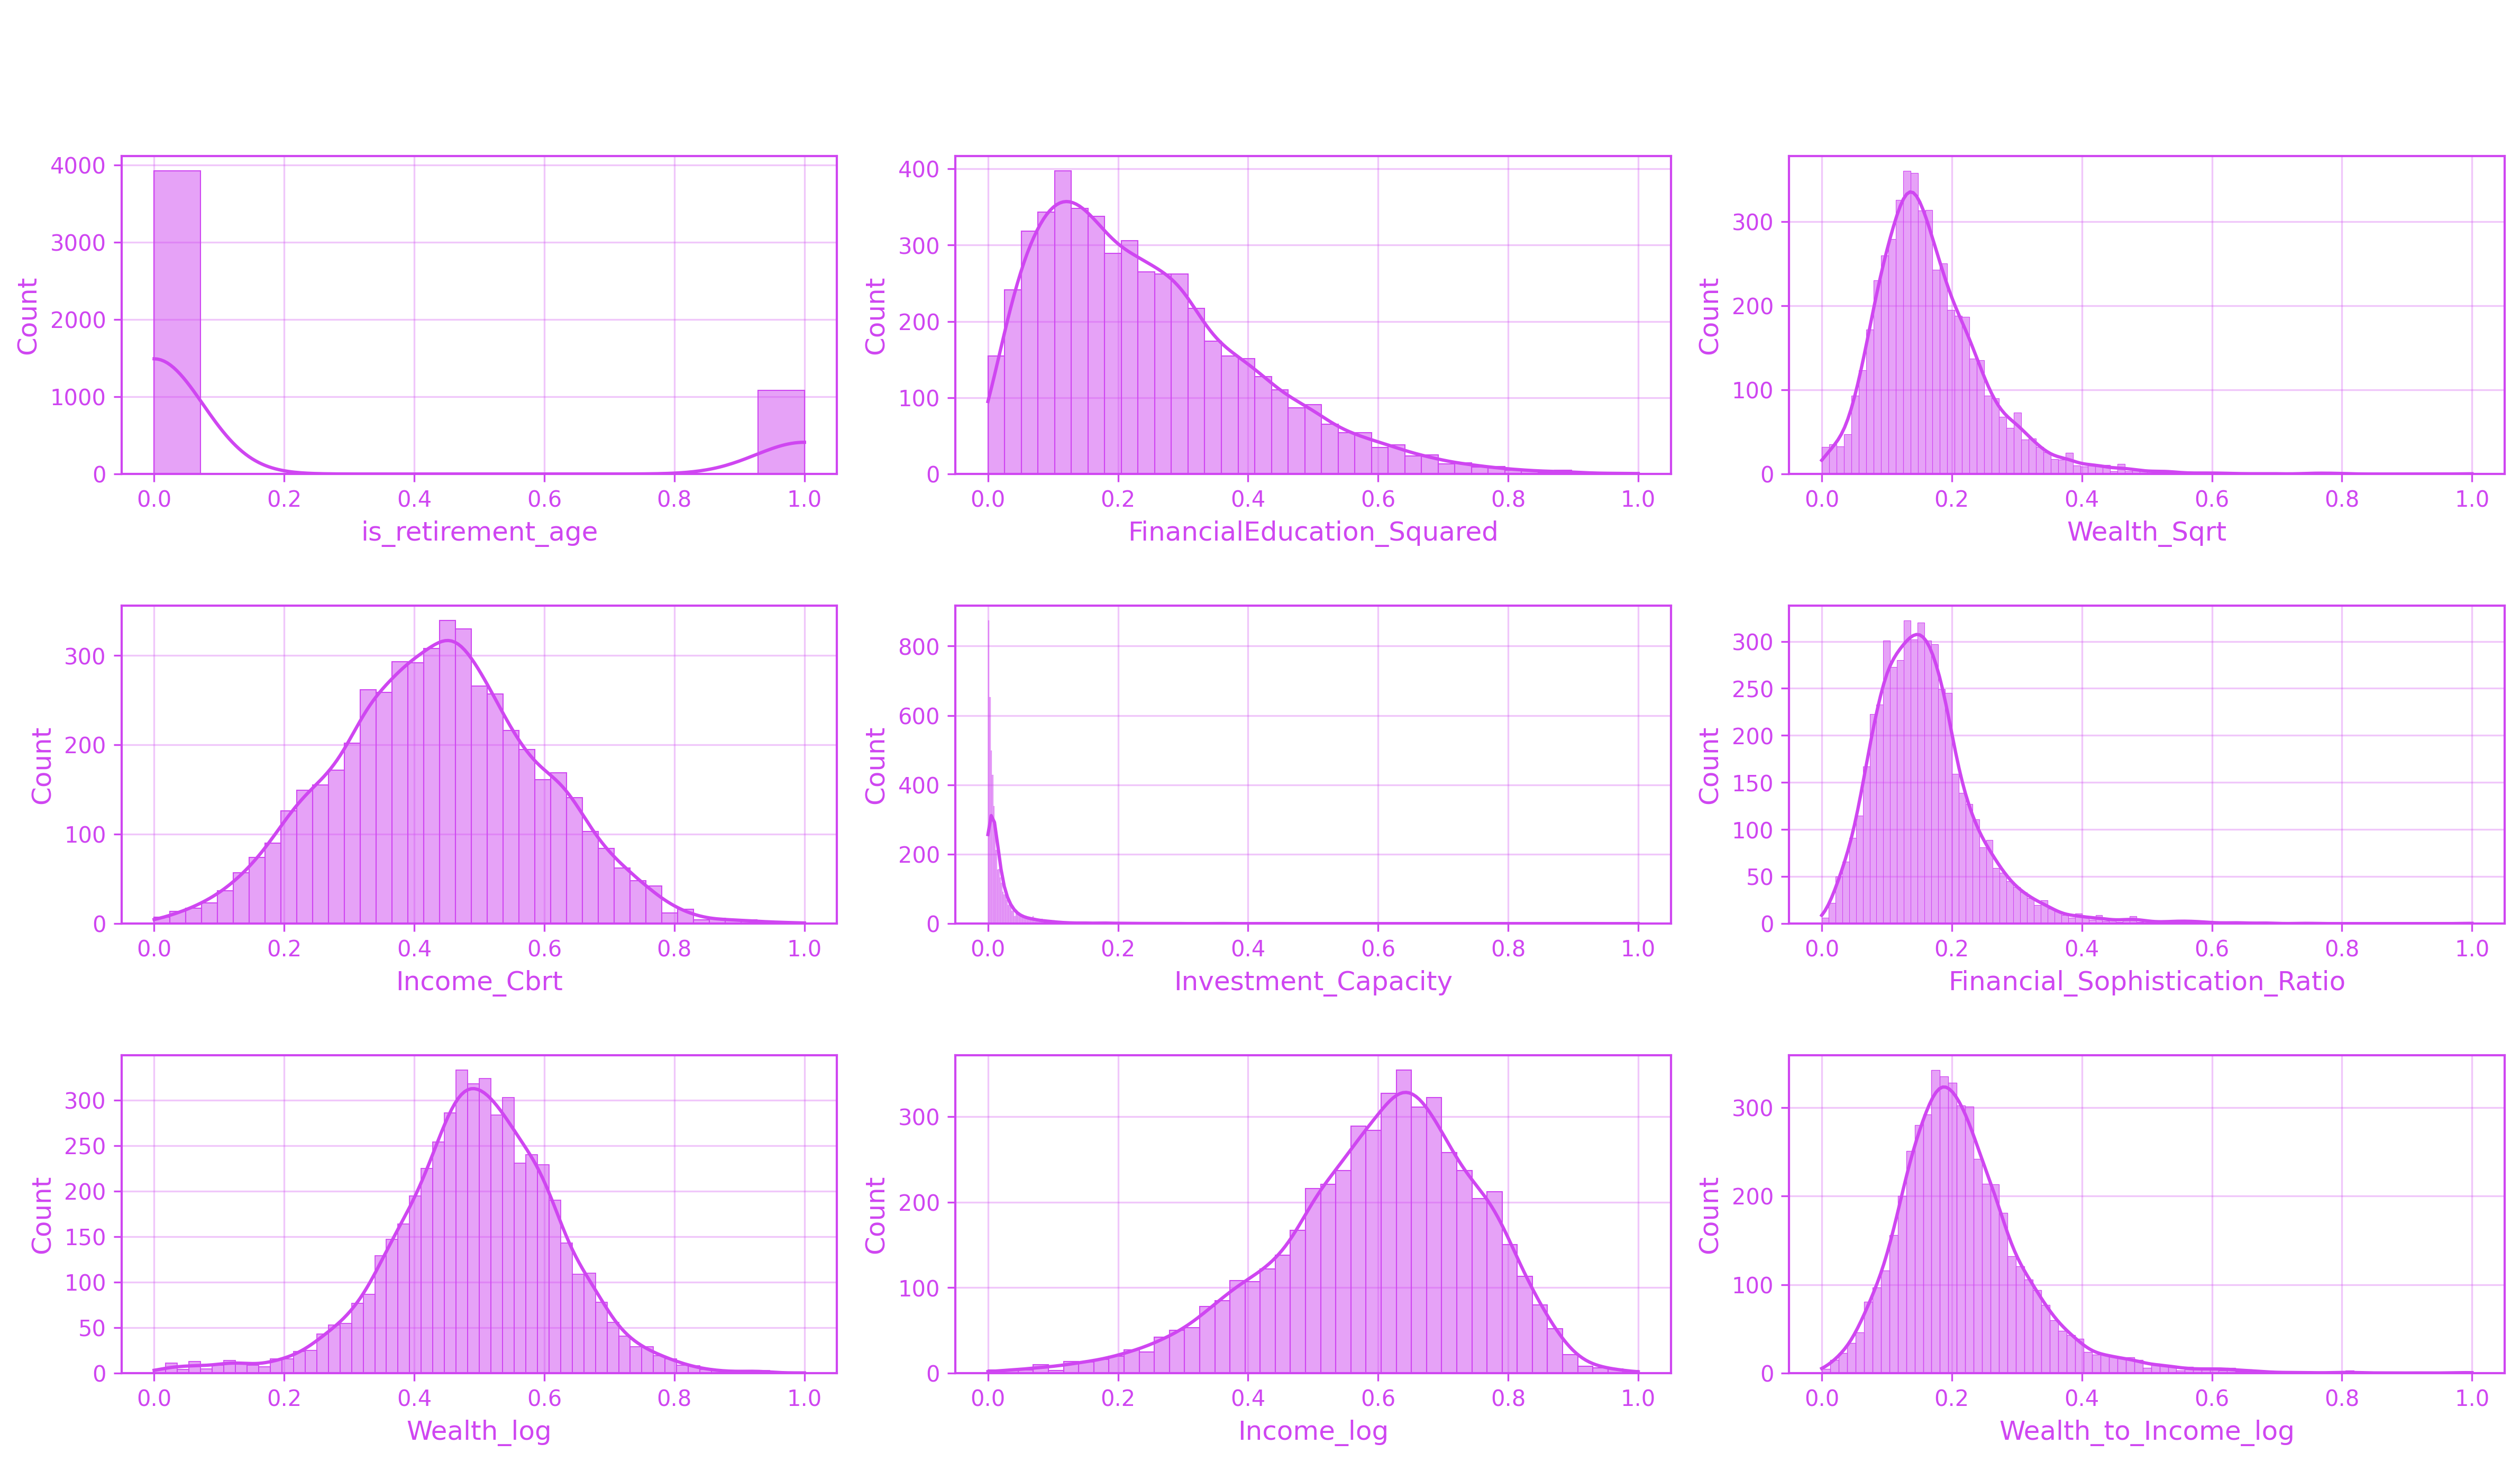 4000
3000
2000
1000
0
Count
0.0 0.2 0.4 0.6 0.8 1.0
is_retirement_age
400
300
200
100
0
Count
0.0 0.2 0.4 0.6 0.8 1.0
FinancialEducation_Squared
300
200
100
0
Count
0.0 0.2 0.4 0.6 0.8 1.0
Wealth_Sqrt
300
200
100
0
Count
0.0 0.2 0.4 0.6 0.8 1.0
Income_Cbrt
800
600
400
200
0
Count
0.0 0.2 0.4 0.6 0.8 1.0
Investment_Capacity
300
250
200
150
100
50
0
Count
0.0 0.2 0.4 0.6 0.8 1.0
Financial_Sophistication_Ratio
300
250
200
150
100
50
0
Count
0.0 0.2 0.4 0.6 0.8 1.0
Wealth_log
300
200
100
0
Count
0.0 0.2 0.4 0.6 0.8 1.0
Income_log
300
200
100
0
Count
0.0 0.2 0.4 0.6 0.8 1.0
Wealth_to_Income_log